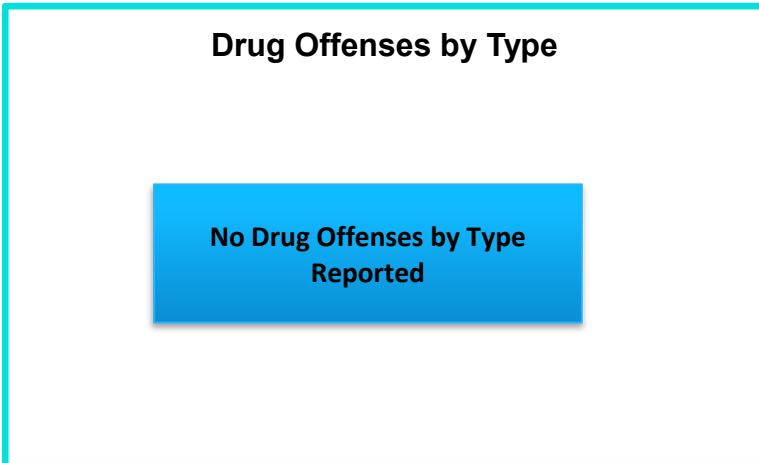 Drug Offenses by Type
No Drug Offenses by Type
Reported